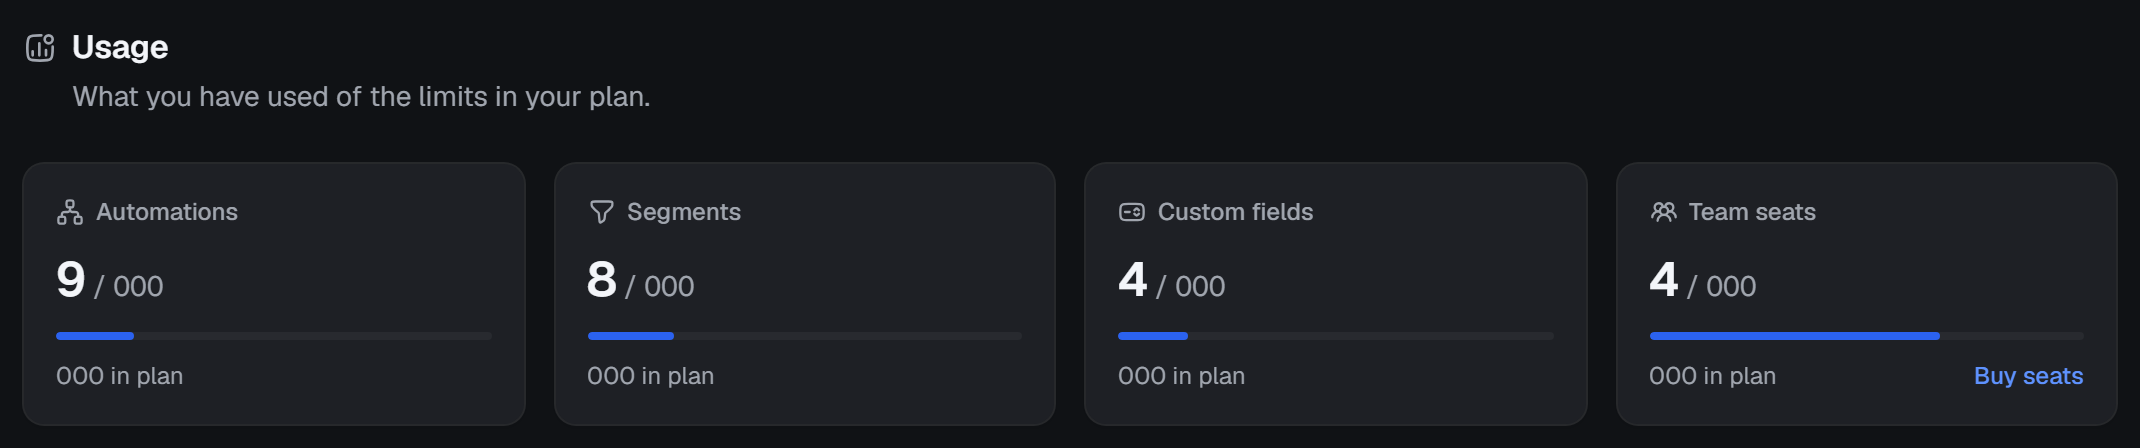 Usage
What you have used of the limits in your plan.
Automations
9 / 000
000 in plan
Segments
8 / 000
000 in plan
Custom fields
4 / 000
000 in plan
Team seats
4 / 000
000 in plan
Buy seats